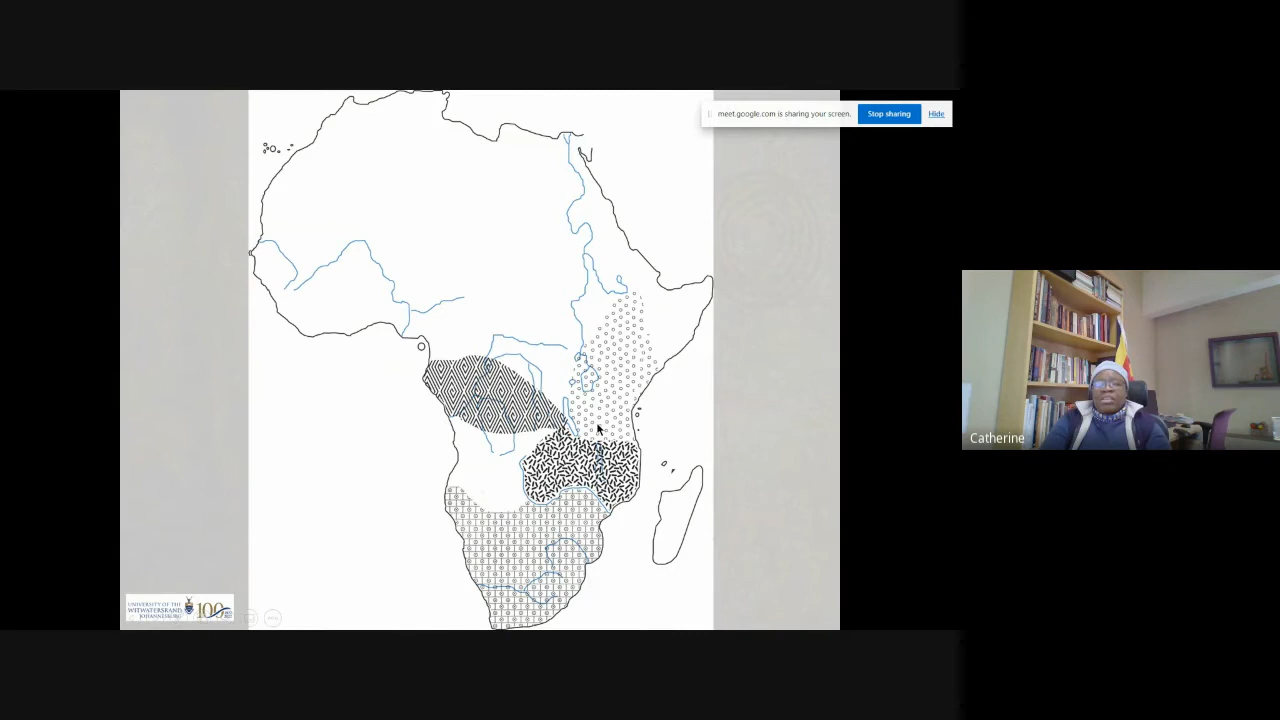 meet.google.com is sharing your screen.
Stop sharing
Hide
Catherine
UNIVERSITY OF THE
WITWATERSRAND,
JOHANNESBURG
100